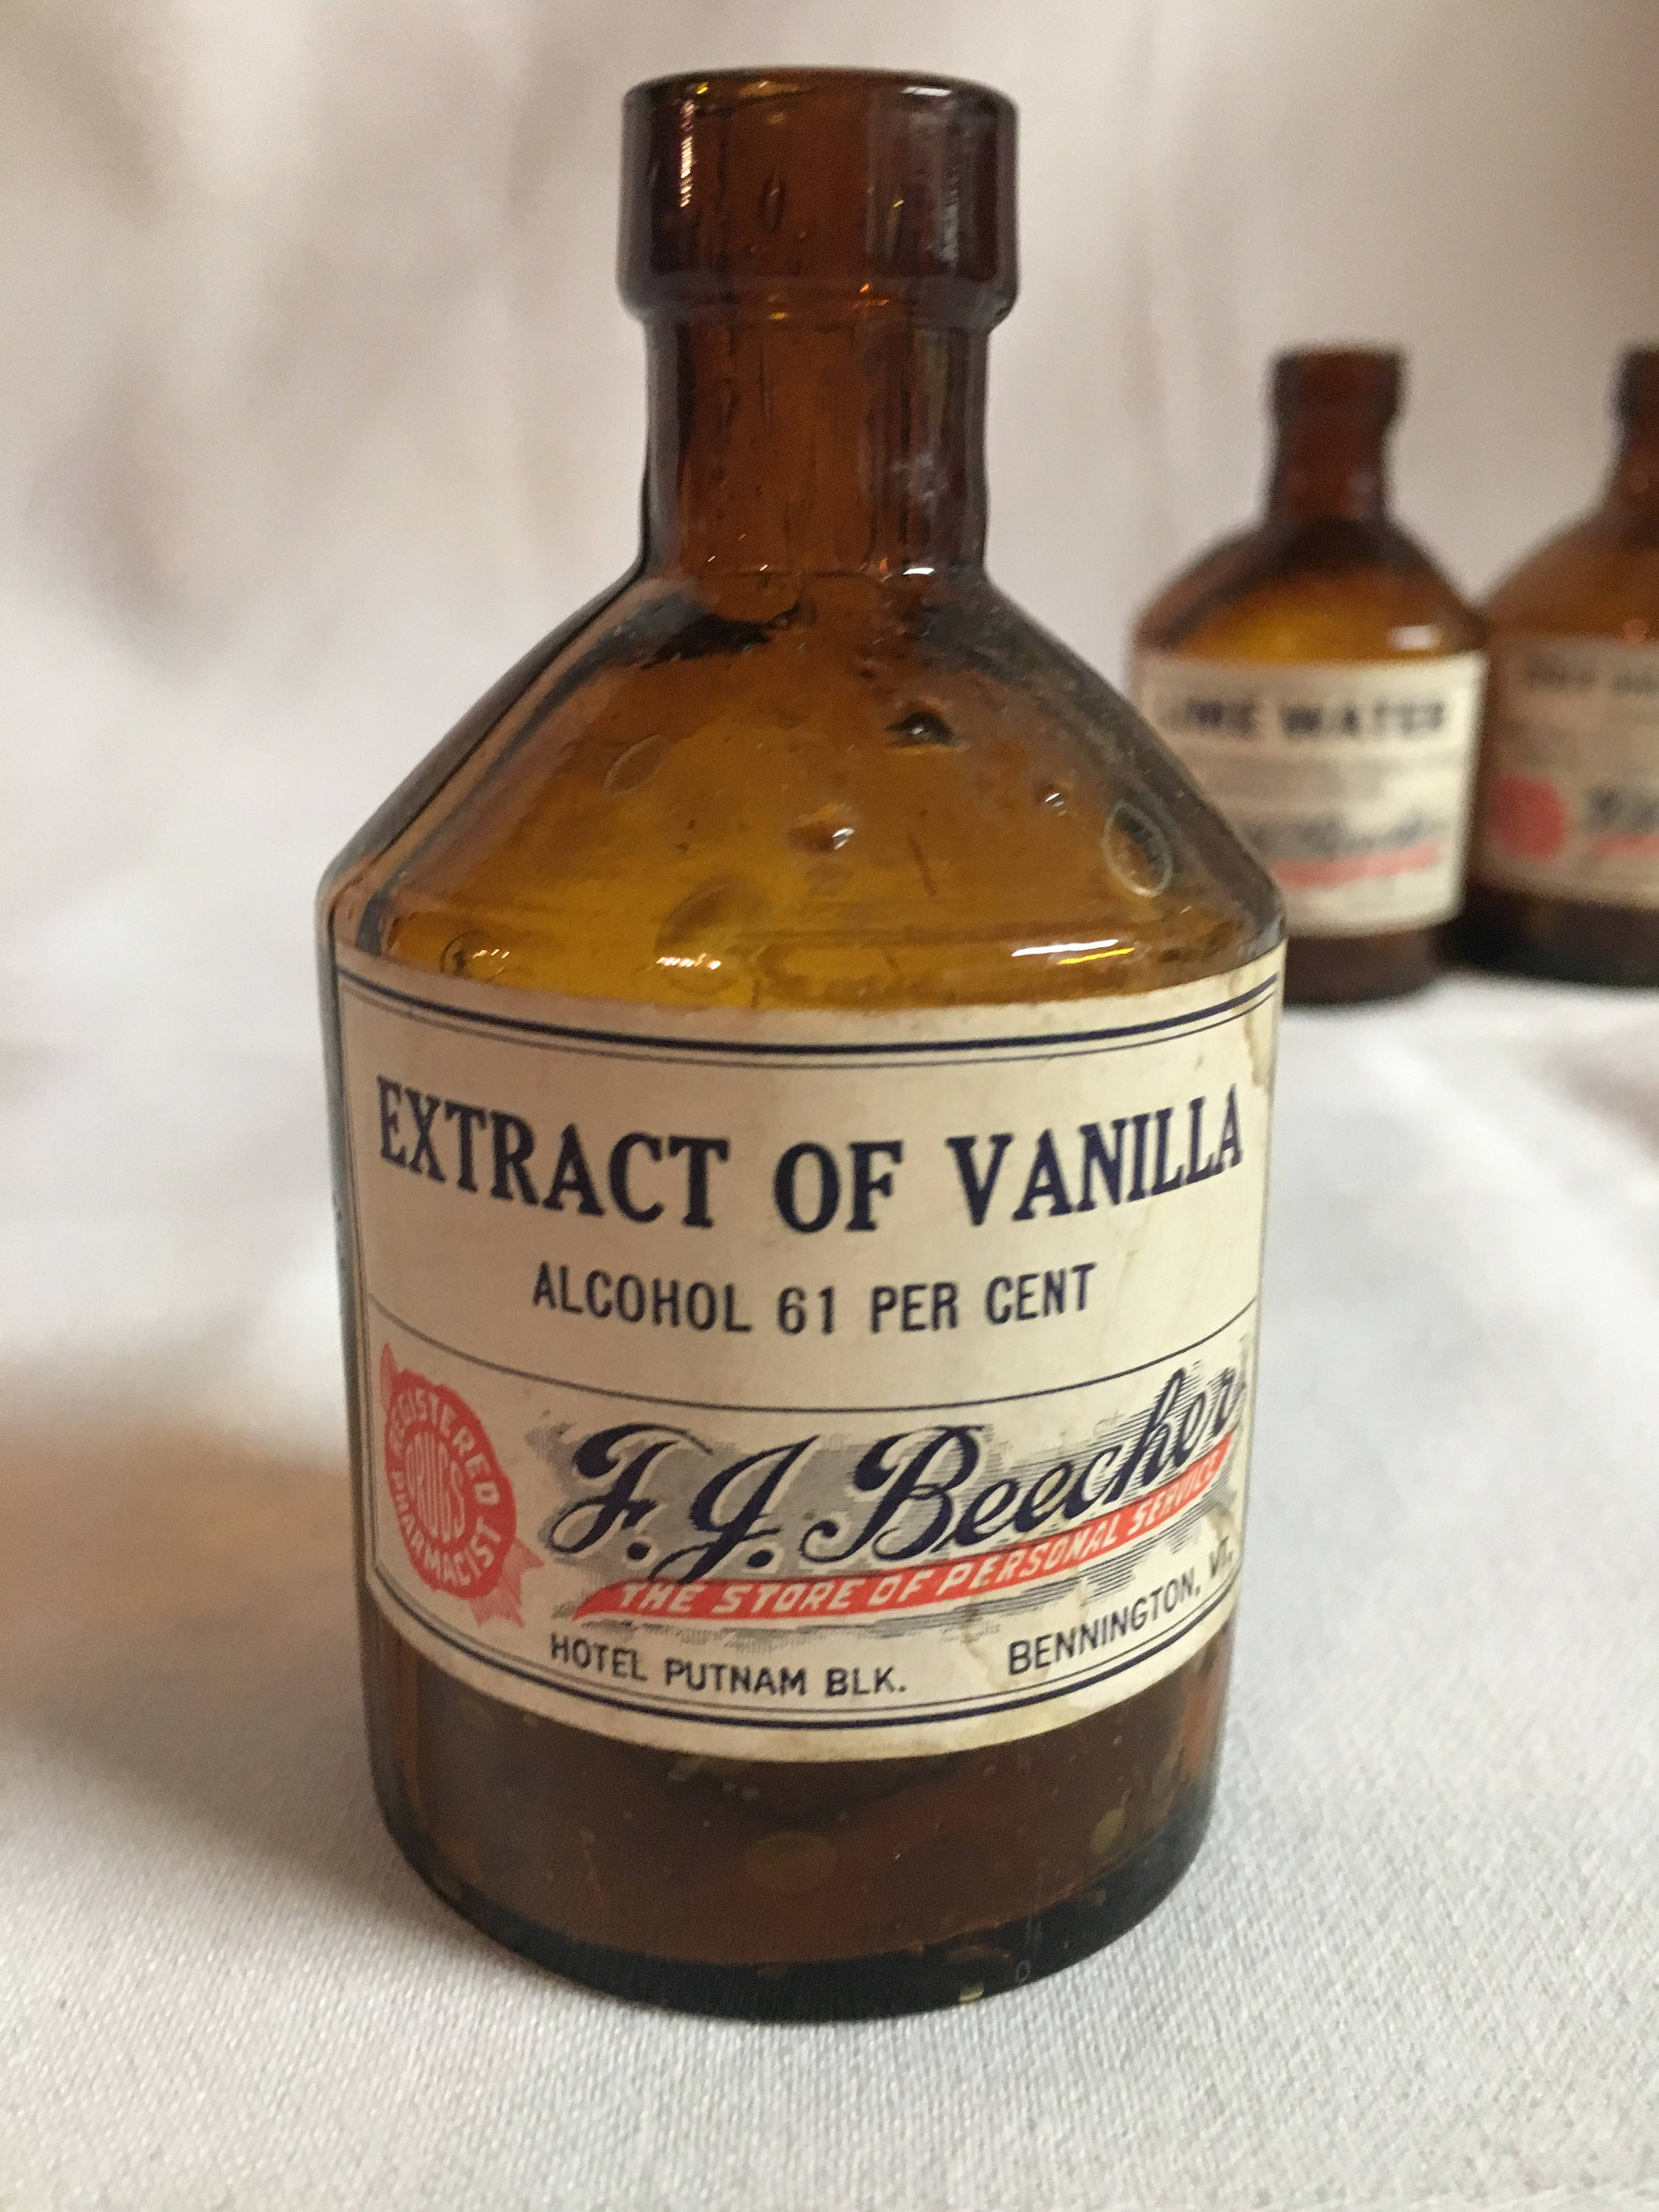 EXTRACT OF VANILLA
ALCOHOL 61 PER CENT
REGISTERED
DRUGS
PHARMACIST
F. J. Beecher
THE STORE OF PERSONAL SERVICE
HOTEL PUTNAM BLK. BENNINGTON, VT.
WATER